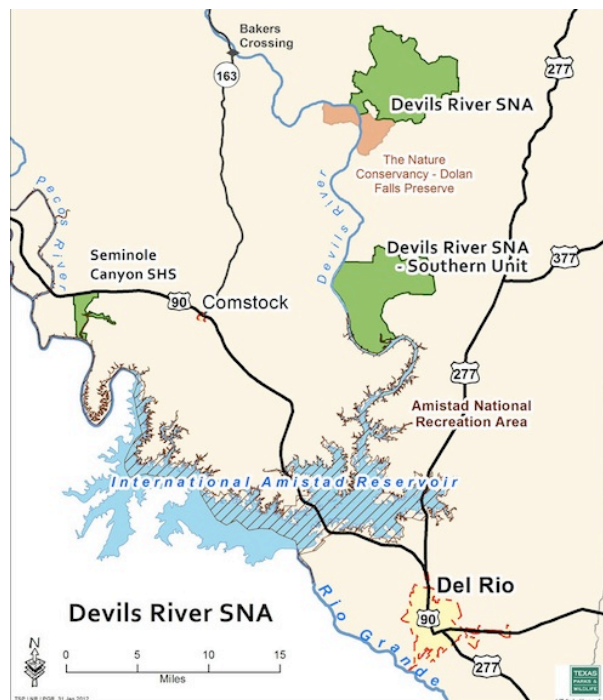 Bakers
Crossing
163
277
Devils River SNA
The Nature
Conservancy - Dolan
Falls Preserve
Pecos River
Devils River
Seminole
Canyon SHS
Devils River SNA
- Southern Unit
377
90
Comstock
277
Amistad National
Recreation Area
International Amistad Reservoir
Del Rio
Devils River SNA
90
Rio Grande
277
N
0 5 10 15
Miles
TEXAS
PARKS &
WILDLIFE